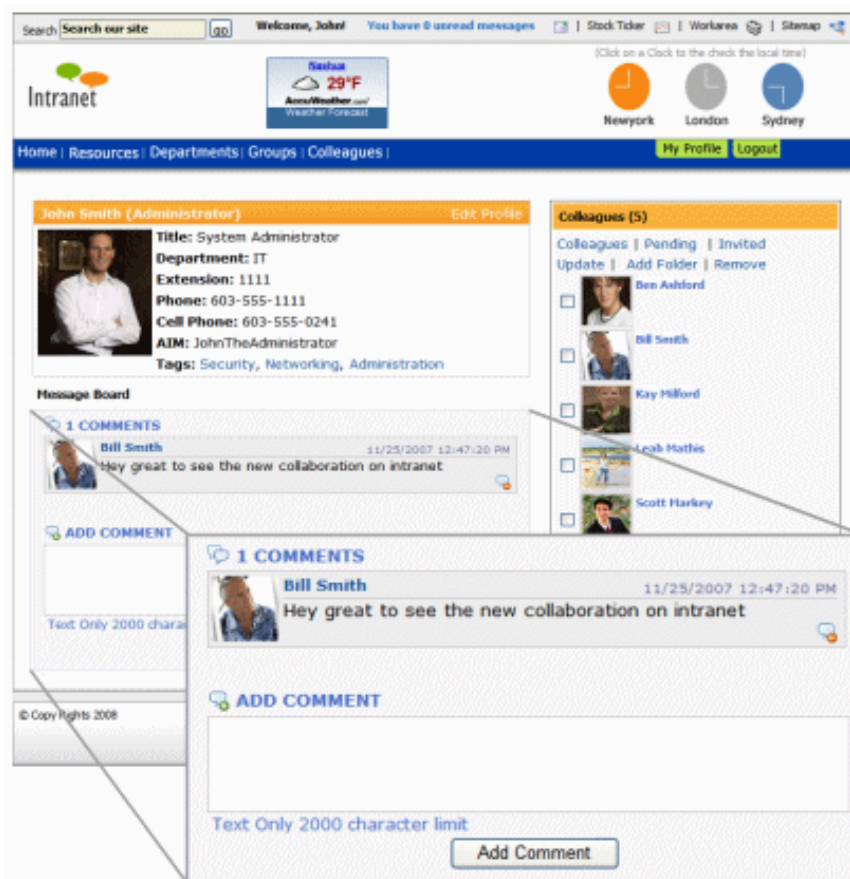 Search Search our site go Welcome, John! You have 0 unread messages | Stock Ticker | Workarea | Sitemap
(Click on a Clock to the check the local time)
Intranet
Nashua
29°F
AccuWeather.com
Weather Forecast
Newyork London Sydney
Home | Resources | Departments | Groups | Colleagues |
My Profile Logout
John Smith (Administrator) Edit Profile
Title: System Administrator
Department: IT
Extension: 1111
Phone: 603-555-1111
Cell Phone: 603-555-0241
AIM: JohnTheAdministrator
Tags: Security, Networking, Administration
Colleagues (5)
Colleagues | Pending | Invited
Update | Add Folder | Remove
Ben Ashford
Bill Smith
Kay Milford
Leah Mathis
Scott Markey
Message Board
1 COMMENTS
Bill Smith 11/25/2007 12:47:20 PM
Hey great to see the new collaboration on intranet
ADD COMMENT
Text Only 2000 chara
© Copy Rights 2008
1 COMMENTS
Bill Smith 11/25/2007 12:47:20 PM
Hey great to see the new collaboration on intranet
ADD COMMENT
Text Only 2000 character limit
Add Comment